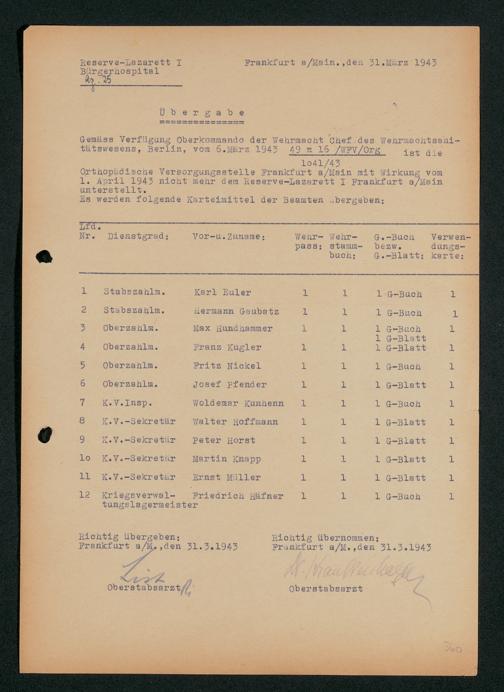 Reserve-Lazarett I Frankfurt a/Main.,den 31.März 1943
Bürgerhospital
Übergabe
Gemäss Verfügung Oberkommando der Wehrmacht Chef des Wehrmachtsani-
tätswesens, Berlin, vom 6.März 1943 49 m 16 /WFV/Org ist die
1o41/43
Orthopädische Versorgungsstelle Frankfurt a/Main mit Wirkung vom
1. April 1943 nicht mehr dem Reserve-Lazarett I Frankfurt a/Main
unterstellt.
Es werden folgende Karteimittel der Beamten übergeben:
Lfd.
Nr. Dienstgrad: Vor-u.Zuname: Wehr- Wehr- G.-Buch Verwen-
pass: stamm- bezw. dungs-
buch: G.-Blatt: karte:
1 Stabszahlm. Karl Euler 1 1 1 G-Buch 1
2 Stabszahlm. Hermann Gaubatz 1 1 1 G-Buch 1
3 Oberzahlm. Max Hundhammer 1 1 1 G-Buch 1
1 G-Blatt
4 Oberzahlm. Franz Kugler 1 1 1 G-Blatt 1
5 Oberzahlm. Fritz Nickel 1 1 1 G-Buch 1
6 Oberzahlm. Josef Pfender 1 1 1 G-Blatt 1
7 K.V.Insp. Woldemar Kunhenn 1 1 1 G-Buch 1
8 K.V.-Sekretär Walter Hoffmann 1 1 1 G-Blatt 1
9 K.V.-Sekretär Peter Horst 1 1 1 G-Blatt 1
1o K.V.-Sekretär Martin Knapp 1 1 1 G-Blatt 1
11 K.V.-Sekretär Ernst Müller 1 1 1 G-Blatt 1
12 Kriegsverwal- Friedrich Häfner 1 1 1 G-Buch 1
tungslagermeister
Richtig übergeben: Richtig übernommen:
Frankfurt a/M.,den 31.3.1943 Frankfurt a/M.,den 31.3.1943
List
Oberstabsarzt Oberstabsarzt
360